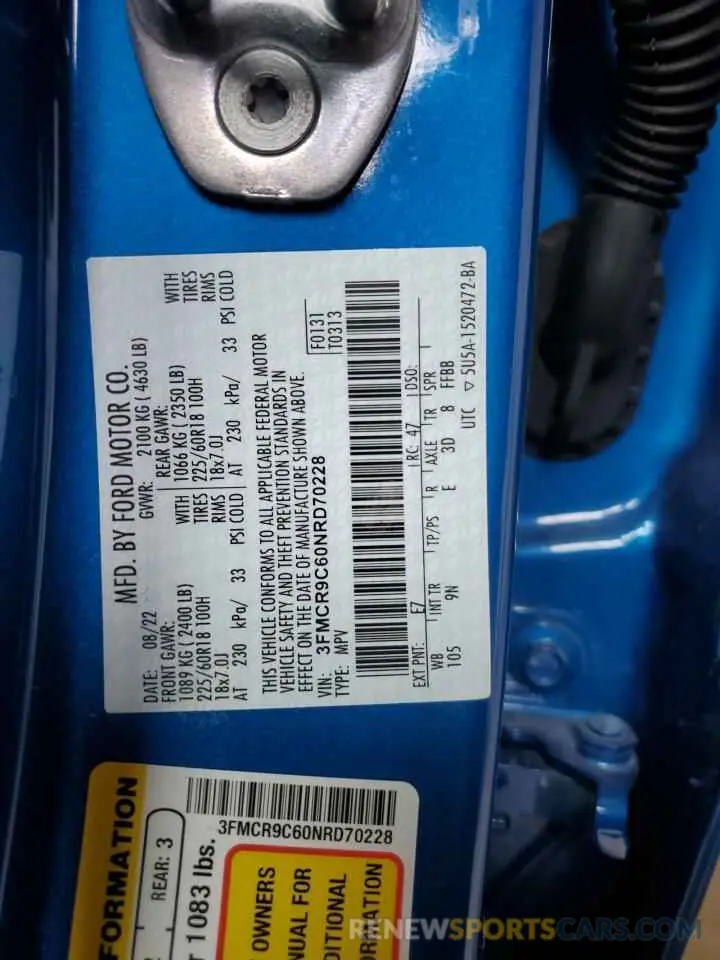 MFD. BY FORD MOTOR CO.
DATE: 08/22
GVWR: 2100 KG ( 4630 LB)
FRONT GAWR:
1089 KG ( 2400 LB)
225/60R18 100H
18x7.0J
AT 230 kPa/ 33 PSI COLD
WITH
TIRES
RIMS
REAR GAWR:
1066 KG ( 2350 LB)
225/60R18 100H
18x7.0J
AT 230 kPa/ 33 PSI COLD
WITH
TIRES
RIMS
THIS VEHICLE CONFORMS TO ALL APPLICABLE FEDERAL MOTOR
VEHICLE SAFETY AND THEFT PREVENTION STANDARDS IN
EFFECT ON THE DATE OF MANUFACTURE SHOWN ABOVE.
VIN: 3FMCR9C60NRD70228
TYPE: MPV
F0131
T0313
EXT PNT: E7 RC: 47 DSO:
WB INT TR TP/PS R AXLE TR SPR
105 9N E 3D 8 FFBB
UTC ▽ 5U5A-1520472-BA
FORMATION
REAR: 3
1083 lbs.
3FMCR9C60NRD70228
OWNERS
NUAL FOR
DITIONAL
ORMATION
RENEWSPORTSCARS.COM